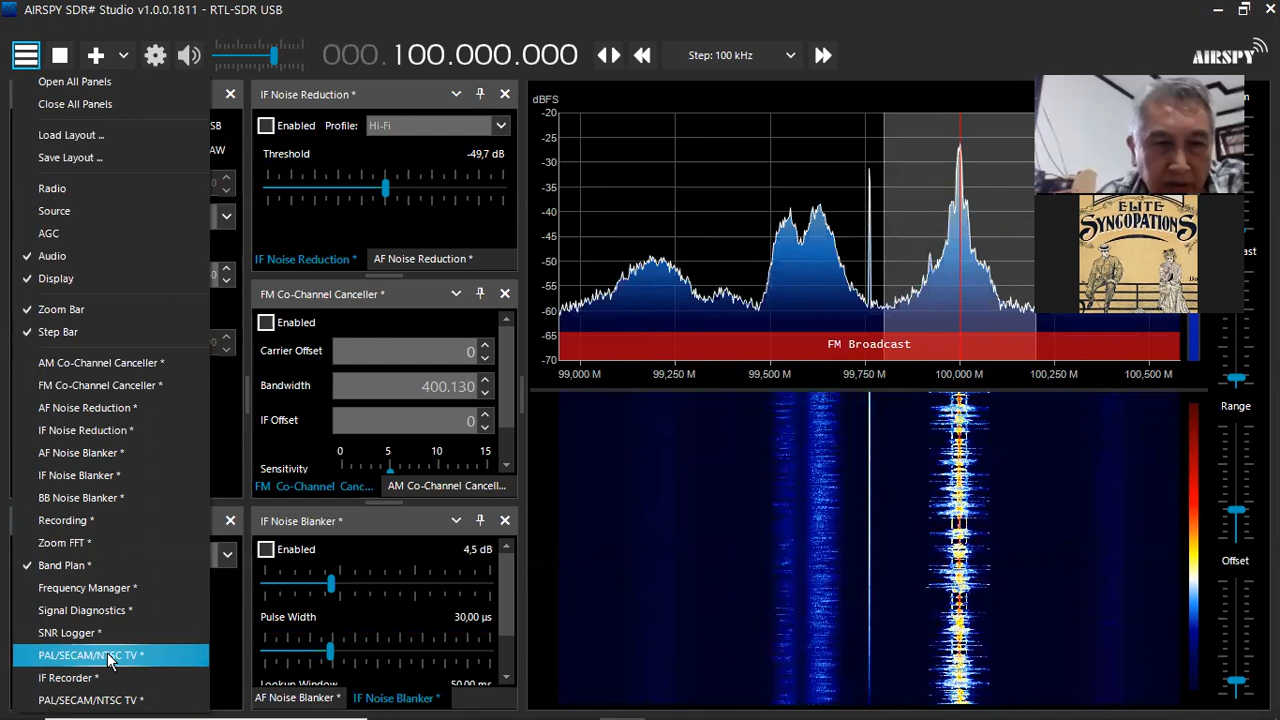 AIRSPY SDR# Studio v1.0.0.1811 - RTL-SDR USB
000.100.000.000
Step: 100 kHz
AIRSPY
Open All Panels
Close All Panels
Load Layout ...
Save Layout ...
Radio
Source
AGC
Audio
Display
Zoom Bar
Step Bar
AM Co-Channel Canceller *
FM Co-Channel Canceller *
AF Noise Reduction *
IF Noise Reduction *
AF Noise Blanker *
IF Noise Blanker *
BB Noise Blanker *
Recording *
Zoom FFT *
Band Plan *
Frequency Manager *
Signal Diagnostics *
SNR Logger *
PAL/SECAM/NTSC TV *
IF Recorder *
SB
AW
IF Noise Reduction *
Enabled Profile: Hi-Fi
Threshold -49,7 dB
IF Noise Reduction * AF Noise Reduction *
FM Co-Channel Canceller *
Enabled
Carrier Offset 0
Bandwidth 400.130
IF Offset 0
0 5 10 15
Sensitivity
FM Co-Channel Canc... AM Co-Channel Cancell...
IF Noise Blanker *
Enabled 4,5 dB
Pulse Width 30,00 µs
AF Noise Blanker * IF Noise Blanker *
dBFS
-20
-25
-30
-35
-40
-45
-50
-55
-60
-65
-70
FM Broadcast
99,000 M 99,250 M 99,500 M 99,750 M 100,000 M 100,250 M 100,500 M
ELITE
SYNCOPATIONS
ast
Range
Offset